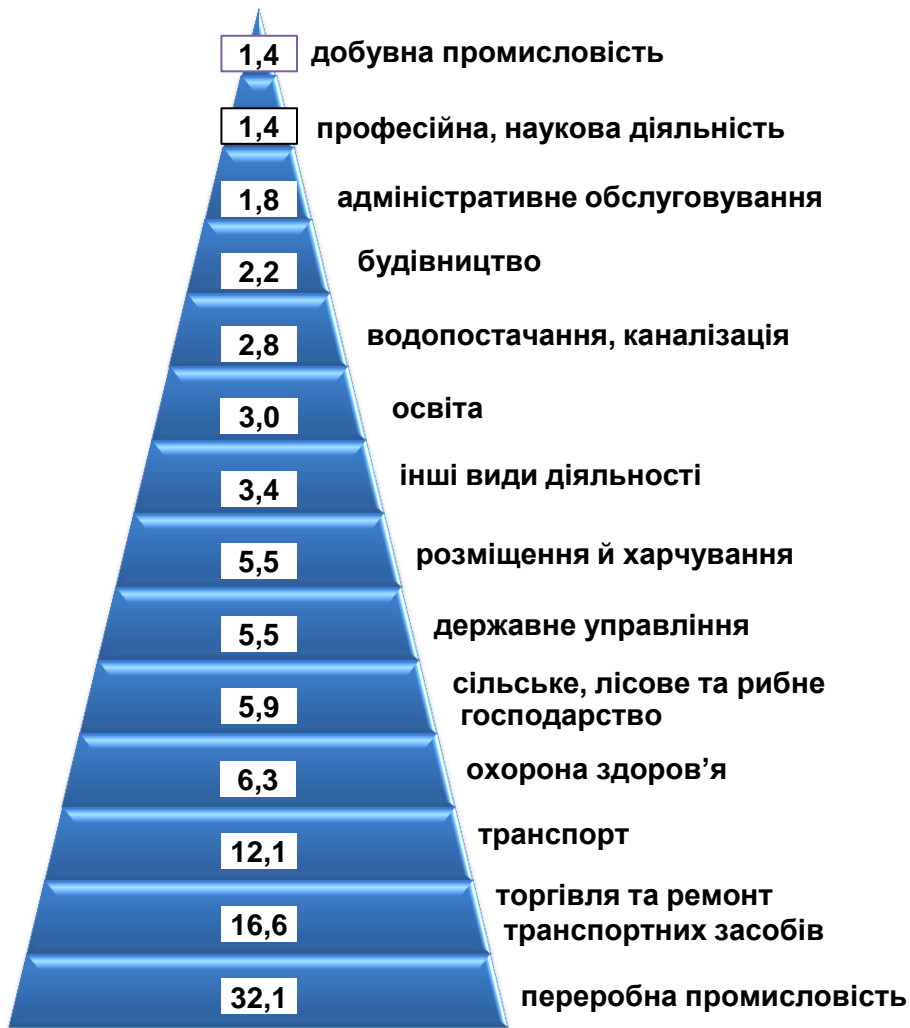 1,4 добувна промисловість
1,4 професійна, наукова діяльність
1,8 адміністративне обслуговування
2,2 будівництво
2,8 водопостачання, каналізація
3,0 освіта
3,4 інші види діяльності
5,5 розміщення й харчування
5,5 державне управління
5,9 сільське, лісове та рибне
господарство
6,3 охорона здоров’я
12,1 транспорт
16,6 торгівля та ремонт
транспортних засобів
32,1 переробна промисловість